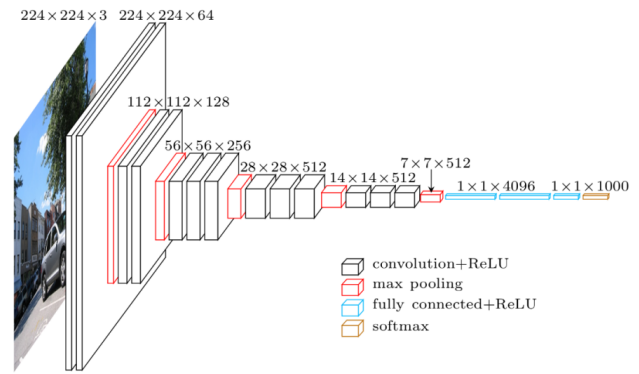 224×224×3
224×224×64
112×112×128
56×56×256
28×28×512
14×14×512
7×7×512
1×1×4096
1×1×1000
convolution+ReLU
max pooling
fully connected+ReLU
softmax